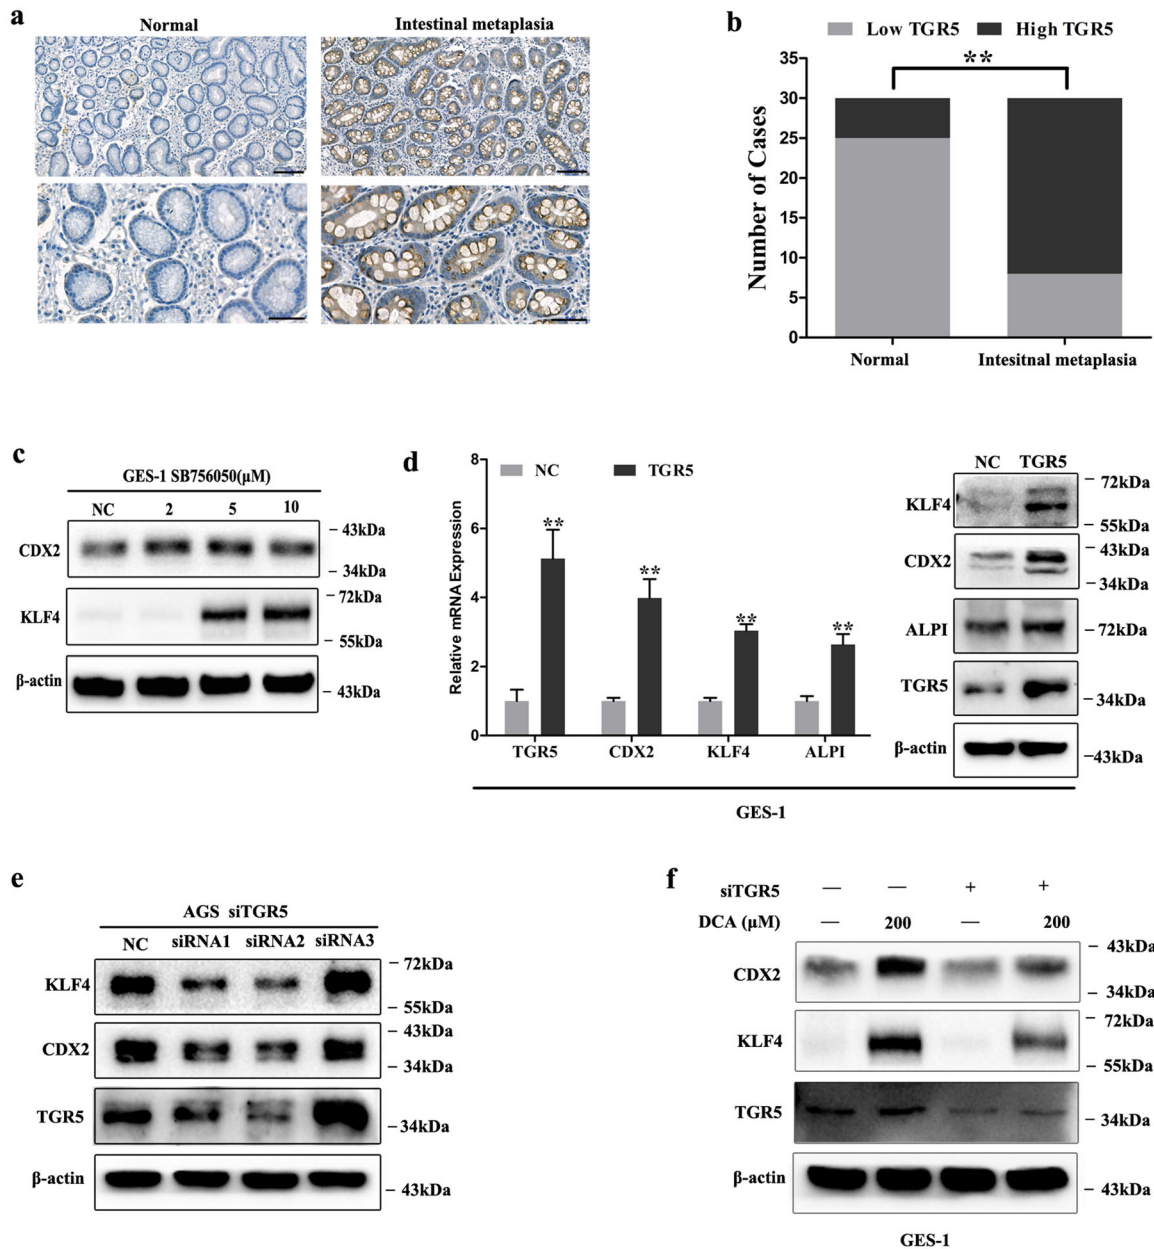 a
Normal
Intestinal metaplasia
b
Low TGR5
High TGR5
**
Number of Cases
35
30
25
20
15
10
5
0
Normal
Intesitnal metaplasia
c
GES-1 SB756050(μM)
NC 2 5 10
CDX2
43kDa
34kDa
KLF4
72kDa
55kDa
β-actin
43kDa
d
NC
TGR5
Relative mRNA Expression
8
6
4
2
0
**
**
**
**
TGR5 CDX2 KLF4 ALPI
NC TGR5
KLF4
72kDa
55kDa
CDX2
43kDa
34kDa
ALPI
72kDa
TGR5
34kDa
β-actin
43kDa
GES-1
e
AGS siTGR5
NC siRNA1 siRNA2 siRNA3
KLF4
72kDa
55kDa
CDX2
43kDa
34kDa
TGR5
34kDa
β-actin
43kDa
f
siTGR5 — — + +
DCA (μM) — 200 — 200
CDX2
43kDa
34kDa
KLF4
72kDa
55kDa
TGR5
34kDa
β-actin
43kDa
GES-1